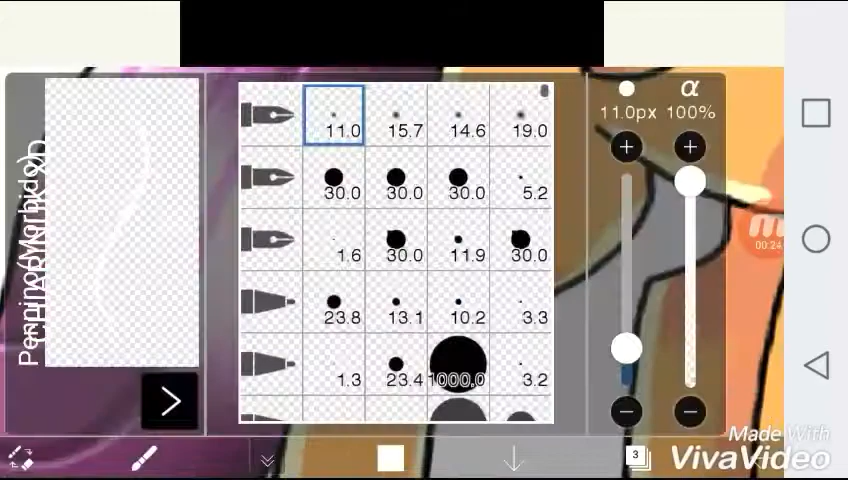 Pennino(Morbido)
11.0 15.7 14.6 19.0
30.0 30.0 30.0 5.2
1.6 30.0 11.9 30.0
23.8 13.1 10.2 3.3
1.3 23.4 1000.0 3.2
α
11.0px 100%
00:24
3
Made With
VivaVideo